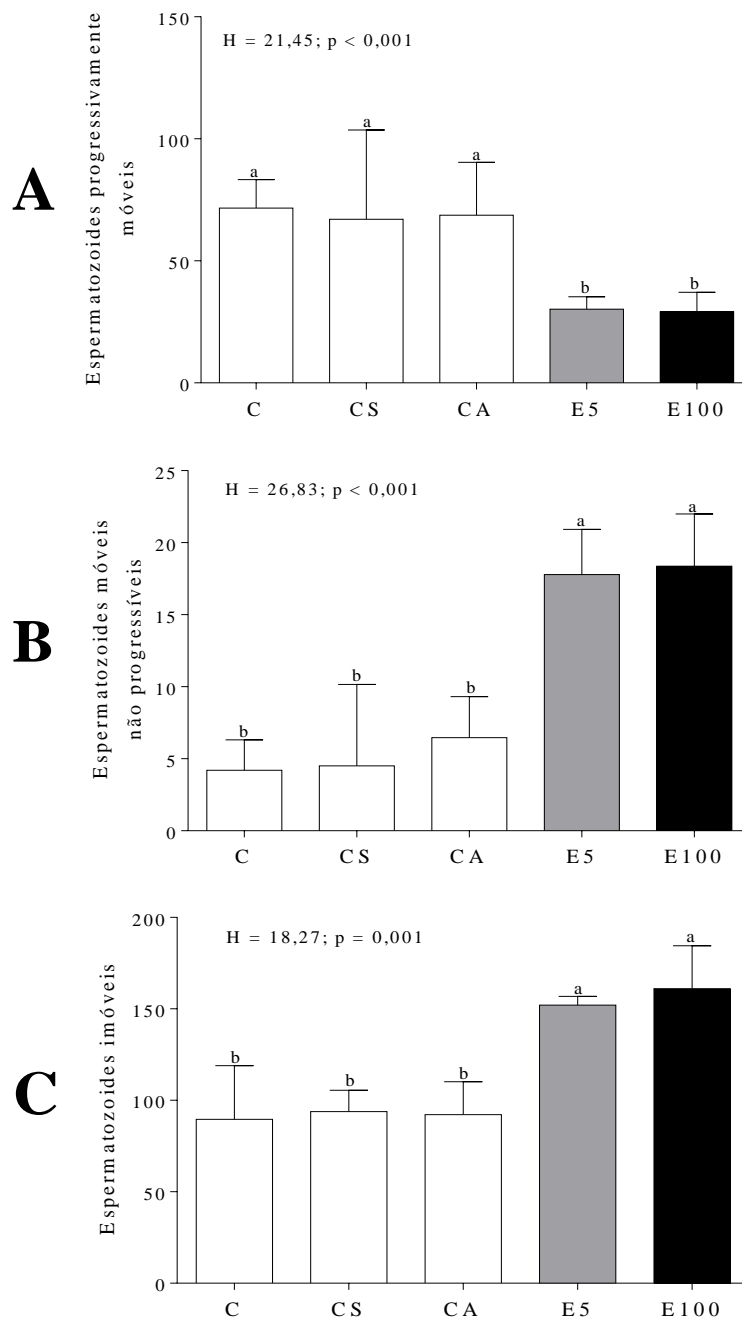 A
Espermatozoides progressivamente
móveis
150
100
50
0
H = 21,45; p < 0,001
a a a b b
C CS CA E5 E100
B
Espermatozoides móveis
não progressíveis
25
20
15
10
5
0
H = 26,83; p < 0,001
b b b a a
C CS CA E5 E100
C
Espermatozoides imóveis
200
150
100
50
0
H = 18,27; p = 0,001
b b b a a
C CS CA E5 E100